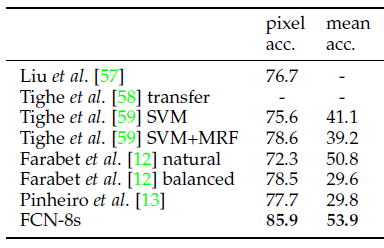 pixel mean
acc. acc.
Liu et al. [57] 76.7 -
Tighe et al. [58] transfer - -
Tighe et al. [59] SVM 75.6 41.1
Tighe et al. [59] SVM+MRF 78.6 39.2
Farabet et al. [12] natural 72.3 50.8
Farabet et al. [12] balanced 78.5 29.6
Pinheiro et al. [13] 77.7 29.8
FCN-8s 85.9 53.9